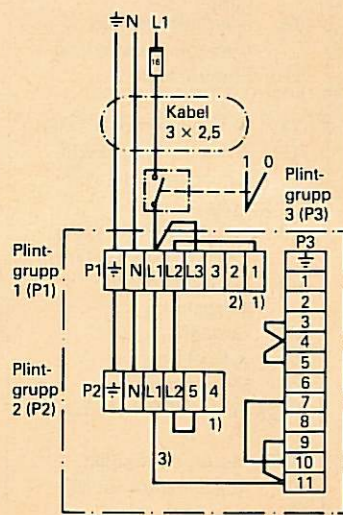 ⏚ N L1
16
Kabel
3 × 2,5
1 0
Plint-
grupp
3 (P3)
Plint-
grupp
1 (P1)
P1 ⏚ N L1 L2 L3 3 2 1
2) 1)
Plint-
grupp
2 (P2)
P2 ⏚ N L1 L2 5 4
1)
3)
P3
⏚
1
2
3
4
5
6
7
8
9
10
11